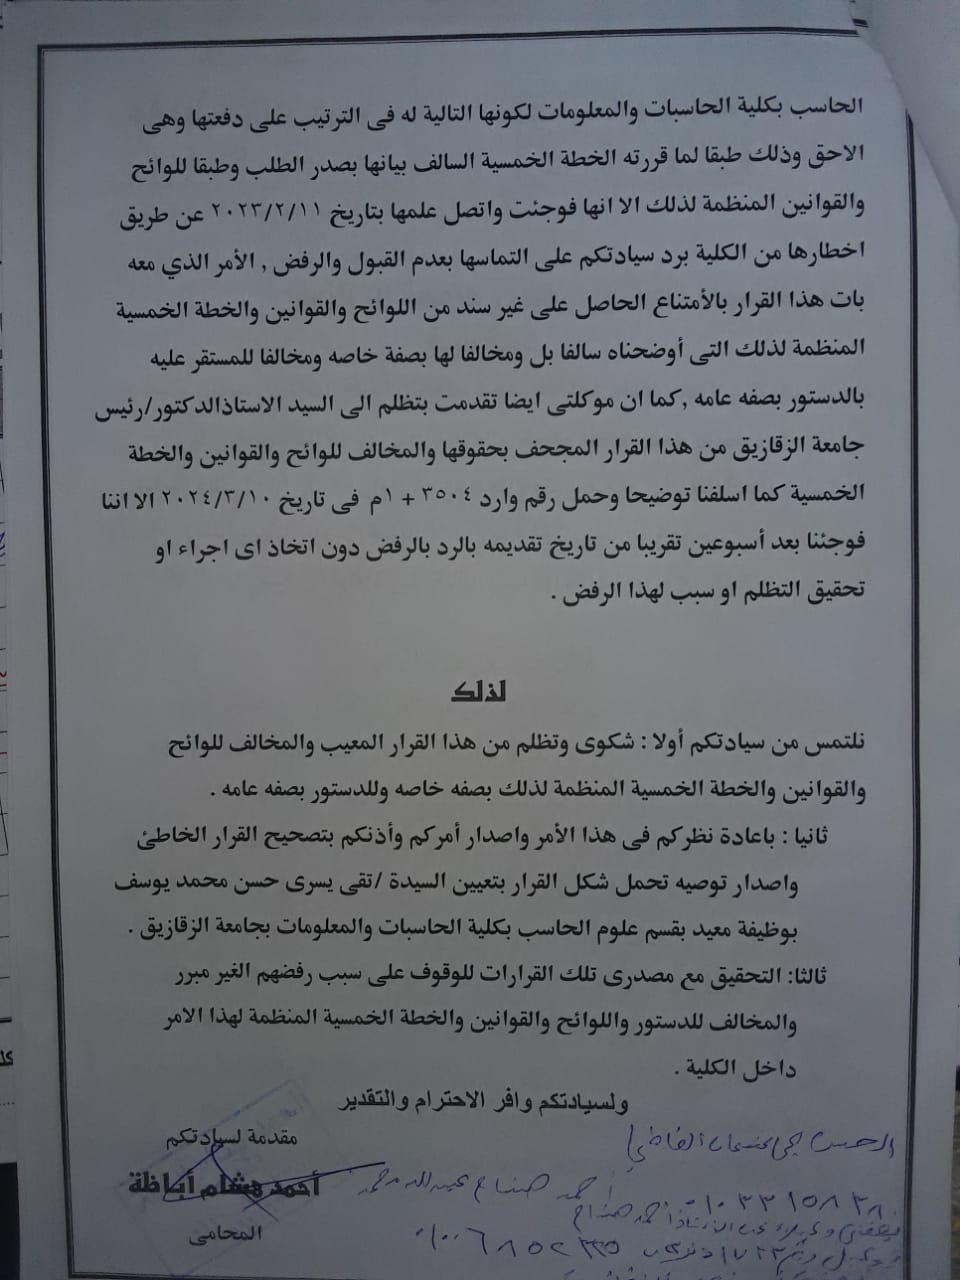 الحاسب بكلية الحاسبات والمعلومات لكونها التالية له فى الترتيب على دفعتها وهى
الاحق وذلك طبقا لما قررته الخطة الخمسية السالف بيانها بصدر الطلب وطبقا للوائح
والقوانين المنظمة لذلك الا انها فوجئت واتصل علمها بتاريخ ٢٠٢٣/٢/١١ عن طريق
اخطارها من الكلية برد سيادتكم على التماسها بعدم القبول والرفض , الأمر الذي معه
بات هذا القرار بالأمتناع الحاصل على غير سند من اللوائح والقوانين والخطة الخمسية
المنظمة لذلك التى أوضحناه سالفا بل ومخالفا لها بصفة خاصه ومخالفا للمستقر عليه
بالدستور بصفه عامه ,كما ان موكلتى ايضا تقدمت بتظلم الى السيد الاستاذالدكتور/رئيس
جامعة الزقازيق من هذا القرار المجحف بحقوقها والمخالف للوائح والقوانين والخطة
الخمسية كما اسلفنا توضيحا وحمل رقم وارد ٣٥٠٤ + ١م فى تاريخ ٢٠٢٤/٣/١٠ الا اننا
فوجئنا بعد أسبوعين تقريبا من تاريخ تقديمه بالرد بالرفض دون اتخاذ اى اجراء او
تحقيق التظلم او سبب لهذا الرفض .
لذلك
نلتمس من سيادتكم أولا : شكوى وتظلم من هذا القرار المعيب والمخالف للوائح
والقوانين والخطة الخمسية المنظمة لذلك بصفه خاصه وللدستور بصفه عامه .
ثانيا : باعادة نظركم فى هذا الأمر واصدار أمركم وأذنكم بتصحيح القرار الخاطئ
واصدار توصيه تحمل شكل القرار بتعيين السيدة /تقى يسرى حسن محمد يوسف
بوظيفة معيد بقسم علوم الحاسب بكلية الحاسبات والمعلومات بجامعة الزقازيق .
ثالثا: التحقيق مع مصدرى تلك القرارات للوقوف على سبب رفضهم الغير مبرر
والمخالف للدستور واللوائح والقوانين والخطة الخمسية المنظمة لهذا الامر
داخل الكلية .
ولسيادتكم وافر الاحترام والتقدير
مقدمة لسيادتكم
أحمد هشام أباظة
المحامى
أحمد عبدالله محمد